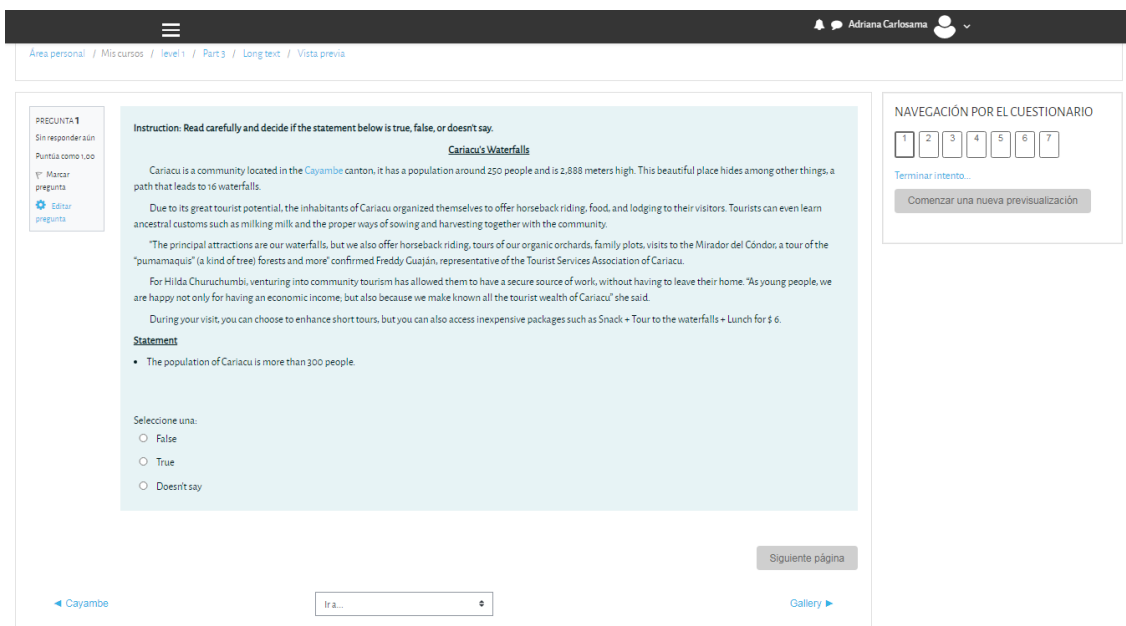 Adriana Carlosama
Área personal / Mis cursos / level 1 / Part 3 / Long text / Vista previa
PREGUNTA 1
Sin responder aún
Puntúa como 1,00
Marcar
pregunta
Editar
pregunta
Instruction: Read carefully and decide if the statement below is true, false, or doesn't say.
Cariacu's Waterfalls
Cariacu is a community located in the Cayambe canton, it has a population around 250 people and is 2.888 meters high. This beautiful place hides among other things, a
path that leads to 16 waterfalls.
Due to its great tourist potential, the inhabitants of Cariacu organized themselves to offer horseback riding, food, and lodging to their visitors. Tourists can even learn
ancestral customs such as milking milk and the proper ways of sowing and harvesting together with the community.
"The principal attractions are our waterfalls, but we also offer horseback riding, tours of our organic orchards, family plots, visits to the Mirador del Cóndor, a tour of the
"pumamaquis" (a kind of tree) forests and more" confirmed Freddy Guaján, representative of the Tourist Services Association of Cariacu.
For Hilda Churuchumbi, venturing into community tourism has allowed them to have a secure source of work, without having to leave their home. "As young people, we
are happy not only for having an economic income; but also because we make known all the tourist wealth of Cariacu" she said.
During your visit, you can choose to enhance short tours, but you can also access inexpensive packages such as Snack + Tour to the waterfalls + Lunch for $ 6.
Statement
• The population of Cariacu is more than 300 people.
Seleccione una:
False
True
Doesn't say
Siguiente página
◄ Cayambe
Ir a...
Gallery ►
NAVEGACIÓN POR EL CUESTIONARIO
1 2 3 4 5 6 7
Terminar intento...
Comenzar una nueva previsualización